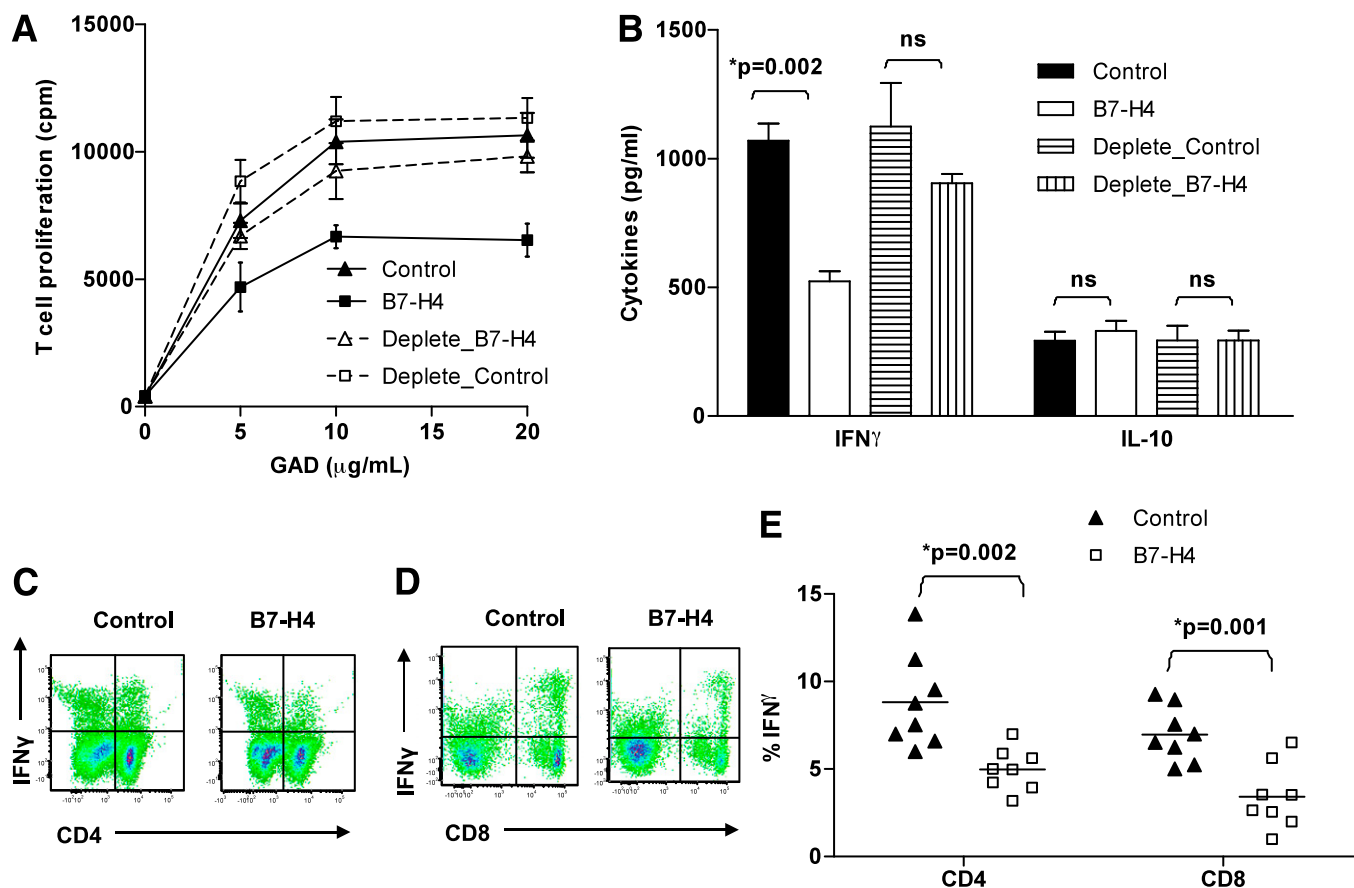 A
15000
10000
5000
0
T cell proliferation (cpm)
0 5 10 15 20
GAD (μg/mL)
Control
B7-H4
Deplete_B7-H4
Deplete_Control
B
1500
1000
500
0
Cytokines (pg/ml)
*p=0.002
ns
ns
ns
IFNγ IL-10
Control
B7-H4
Deplete_Control
Deplete_B7-H4
C
Control B7-H4
IFNγ
CD4
D
Control B7-H4
IFNγ
CD8
E
Control
B7-H4
*p=0.002
*p=0.001
15
10
5
0
% IFNγ
CD4 CD8